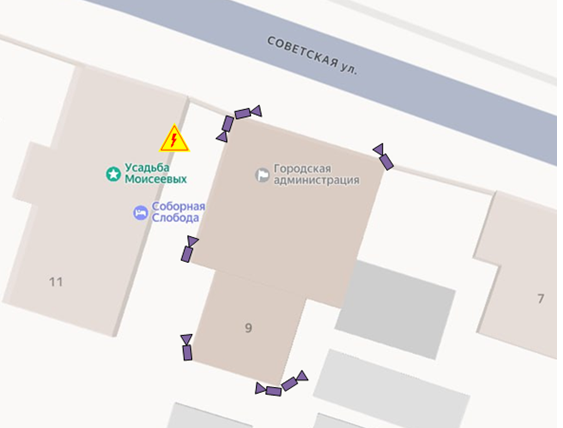 СОВЕТСКАЯ ул.
Усадьба
Моисеевых
Городская
администрация
Соборная
Слобода
11
9
7